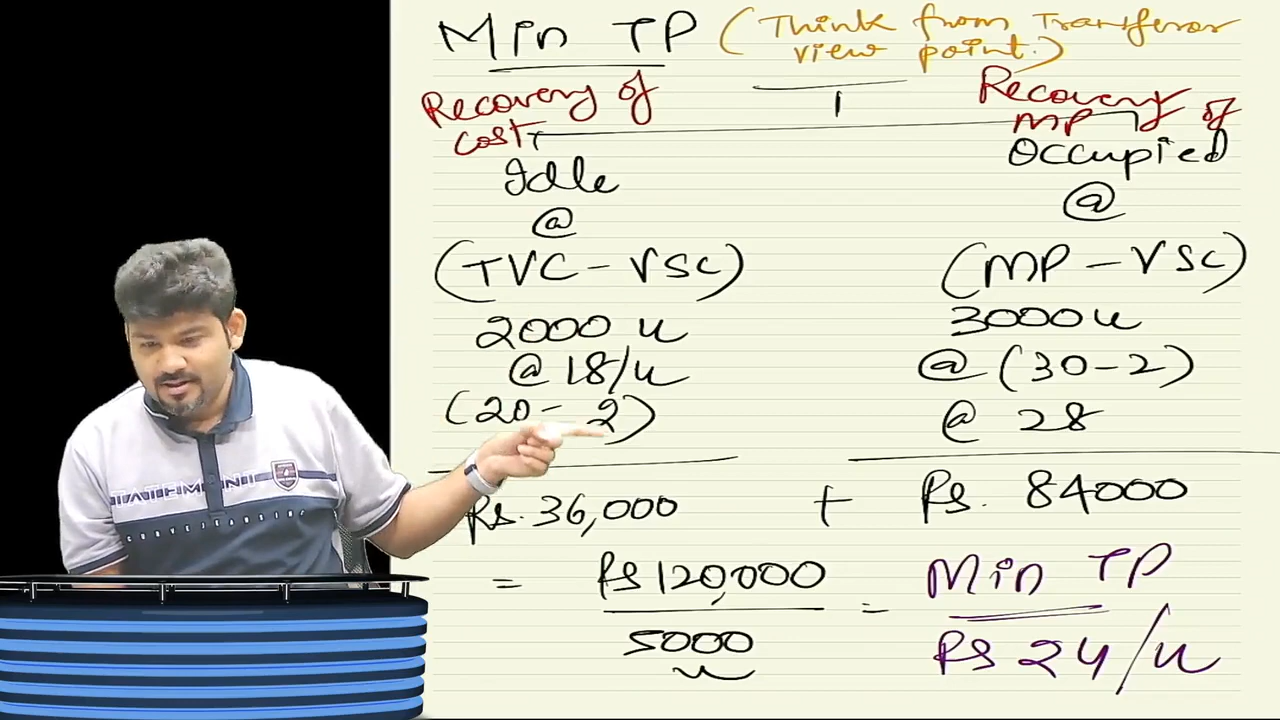 Min TP (Think from Transferor
view point.)
Recovery of
cost
Recovery of
MP
Idle
@
Occupied
@
(TVC - VSC)
(MP - VSC)
2000 u
3000 u
@ 18/u
@ (30-2)
(20 - 2)
@ 28
Rs. 36,000 + Rs. 84000
= Rs 120,000
5000
u
= Min TP
Rs 24/u